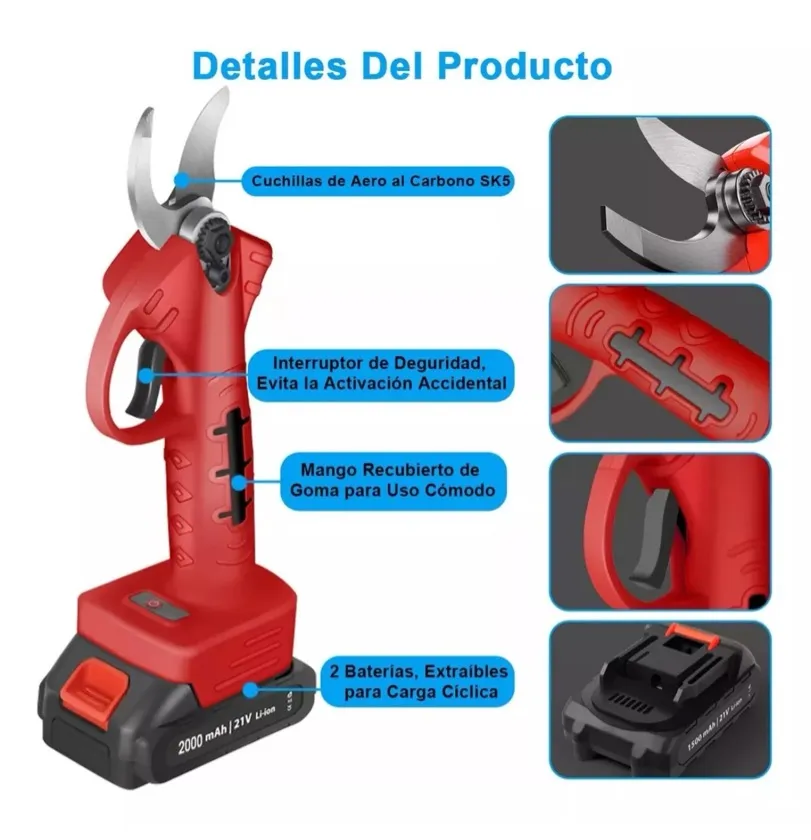 Detalles Del Producto
Cuchillas de Aero al Carbono SK5
Interruptor de Deguridad,
Evita la Activación Accidental
Mango Recubierto de
Goma para Uso Cómodo
2 Baterías, Extraíbles
para Carga Cíclica
2000 mAh | 21V Li-ion
1500 mAh | 21V Li-ion